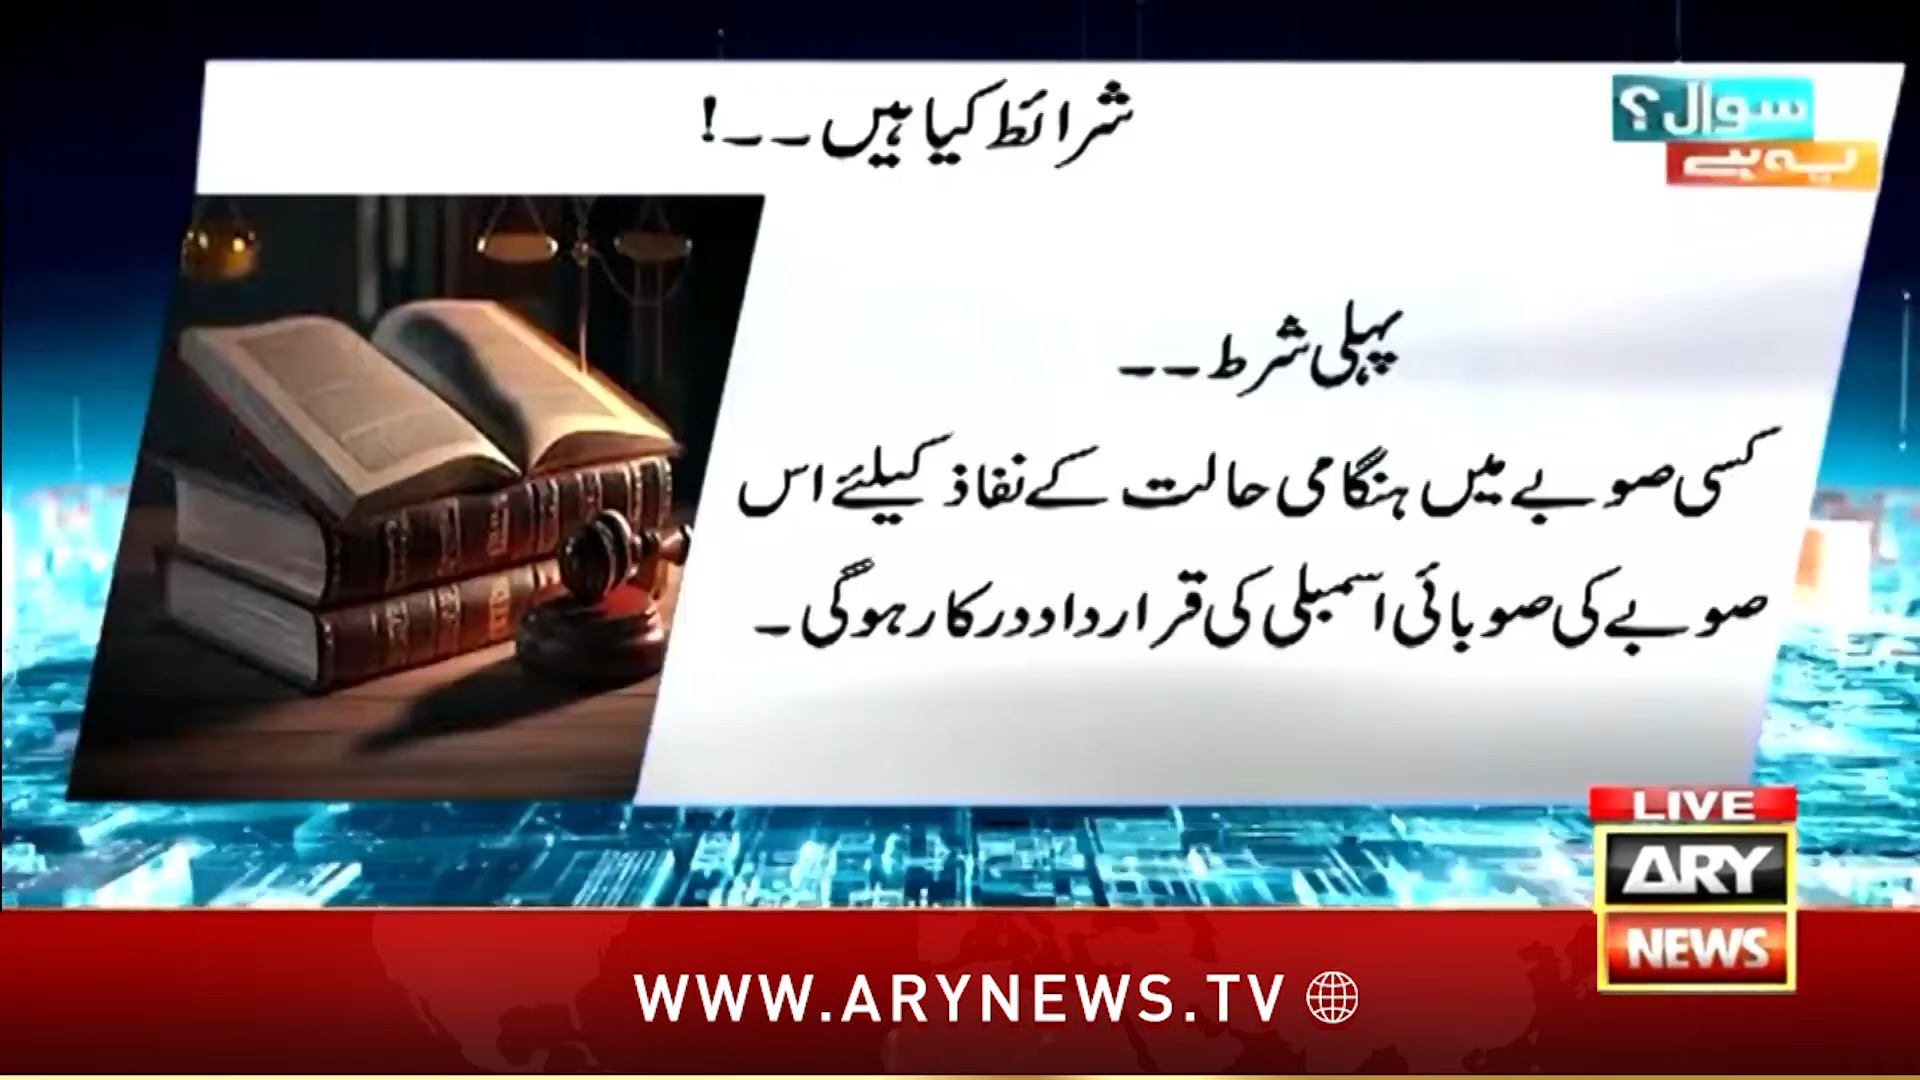 شرائط کیا ہیں ۔۔۔!
سوال؟
یہ ہے
پہلی شرط ۔۔
کسی صوبے میں ہنگامی حالت کے نفاذ کیلئے اس
صوبے کی صوبائی اسمبلی کی قرارداد درکار ہوگی ۔
LIVE
ARY
NEWS
WWW.ARYNEWS.TV